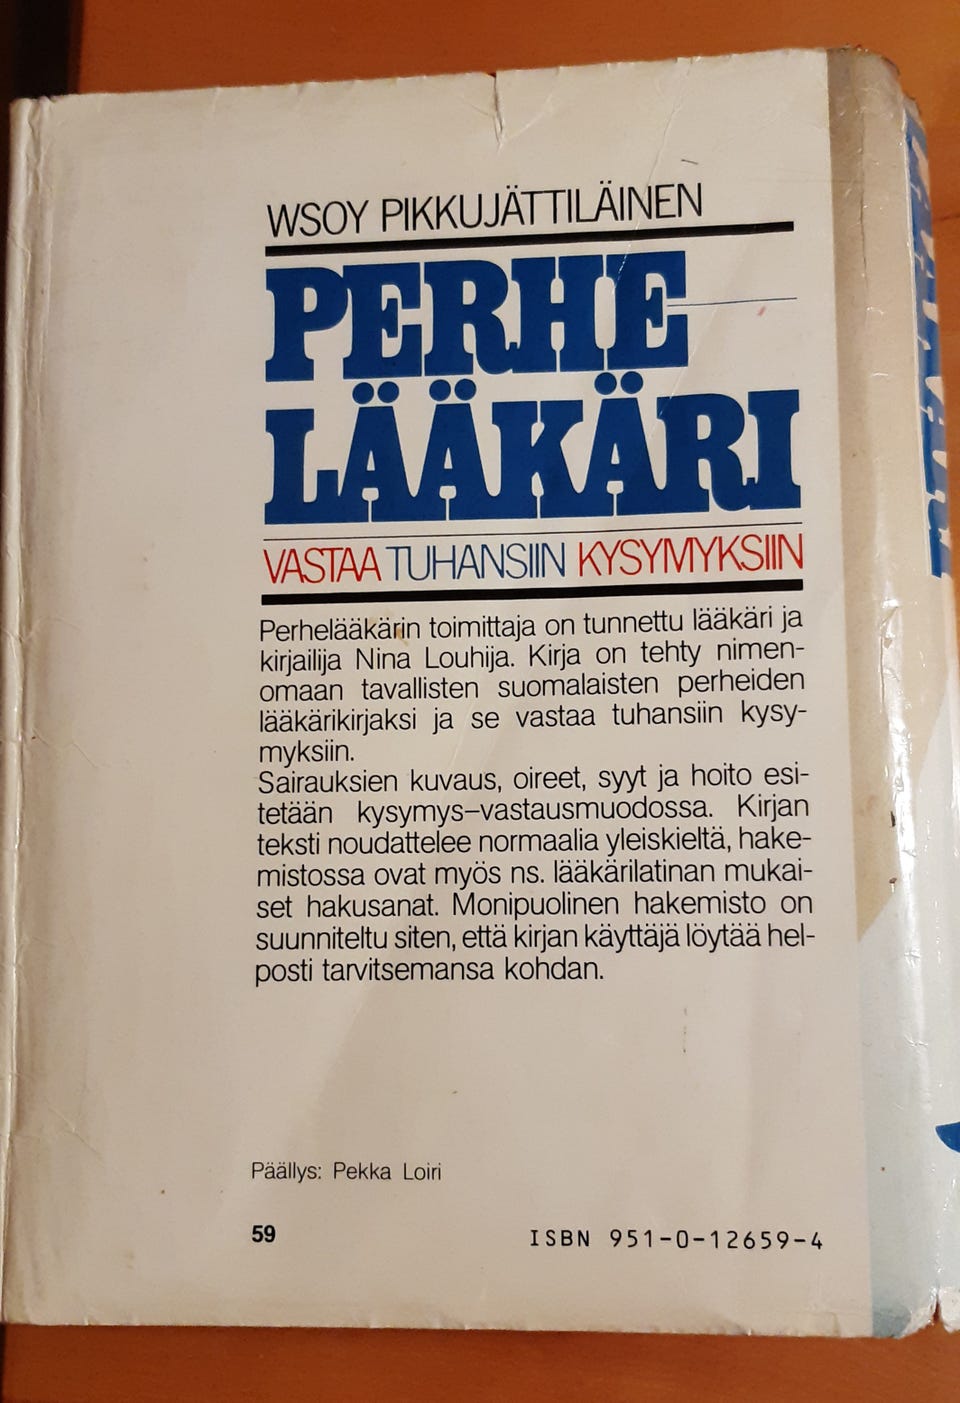 WSOY PIKKUJÄTTILÄINEN
PERHE
LÄÄKÄRI
VASTAA TUHANSIIN KYSYMYKSIIN
Perhelääkärin toimittaja on tunnettu lääkäri ja
kirjailija Nina Louhija. Kirja on tehty nimen-
omaan tavallisten suomalaisten perheiden
lääkärikirjaksi ja se vastaa tuhansiin kysy-
myksiin.
Sairauksien kuvaus, oireet, syyt ja hoito esi-
tetään kysymys–vastausmuodossa. Kirjan
teksti noudattelee normaalia yleiskieltä, hake-
mistossa ovat myös ns. lääkärilatinan mukai-
set hakusanat. Monipuolinen hakemisto on
suunniteltu siten, että kirjan käyttäjä löytää hel-
posti tarvitsemansa kohdan.
Päällys: Pekka Loiri
59
ISBN 951-0-12659-4